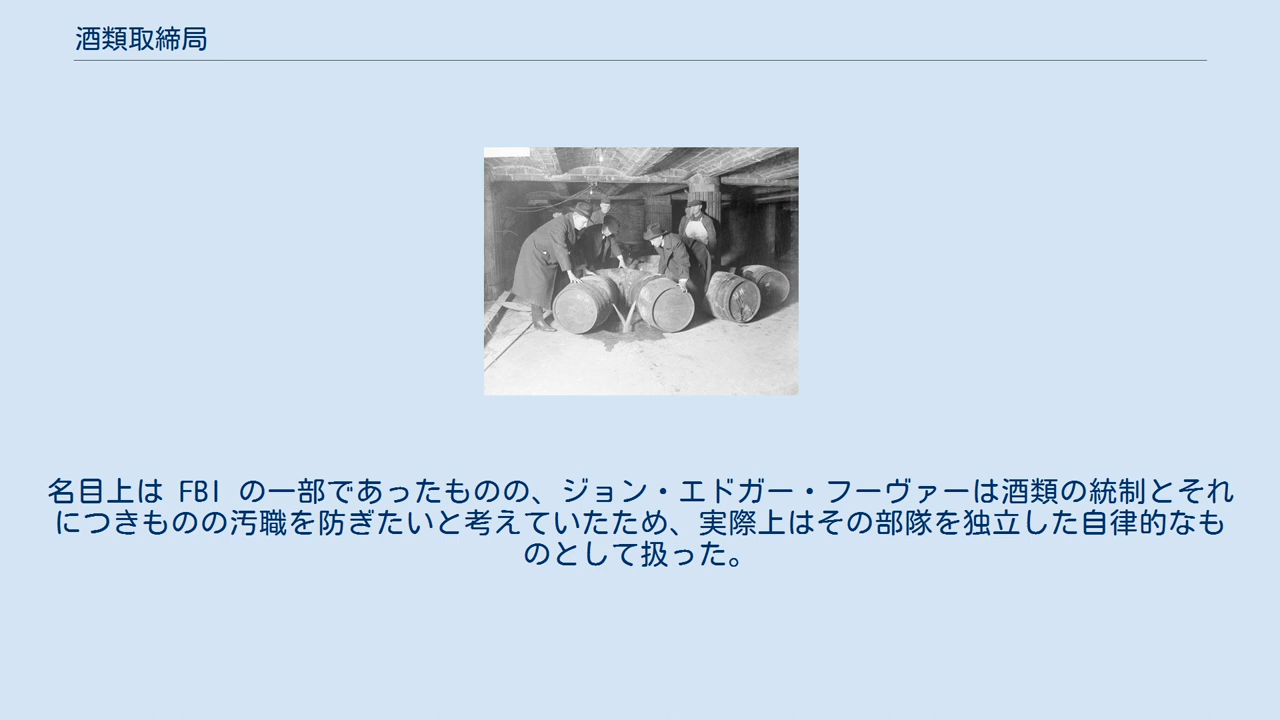 酒類取締局
名目上は FBI の一部であったものの、ジョン・エドガー・フーヴァーは酒類の統制とそれ
につきものの汚職を防ぎたいと考えていたため、実際上はその部隊を独立した自律的なも
のとして扱った。